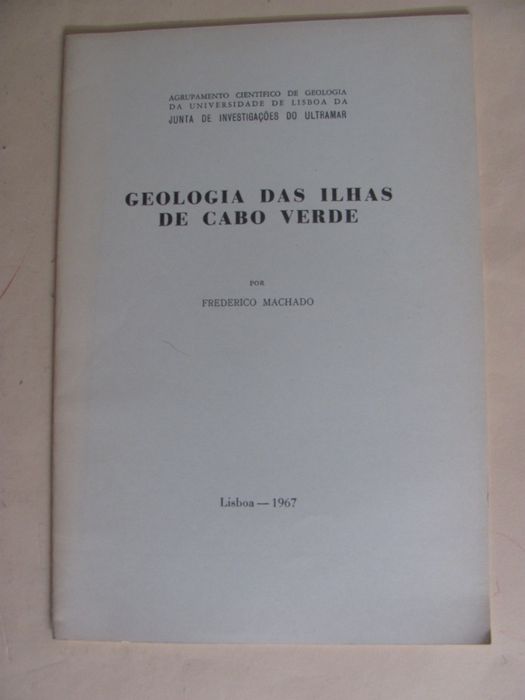 AGRUPAMENTO CIENTÍFICO DE GEOLOGIA
DA UNIVERSIDADE DE LISBOA DA
JUNTA DE INVESTIGAÇÕES DO ULTRAMAR
GEOLOGIA DAS ILHAS
DE CABO VERDE
POR
FREDERICO MACHADO
Lisboa — 1967